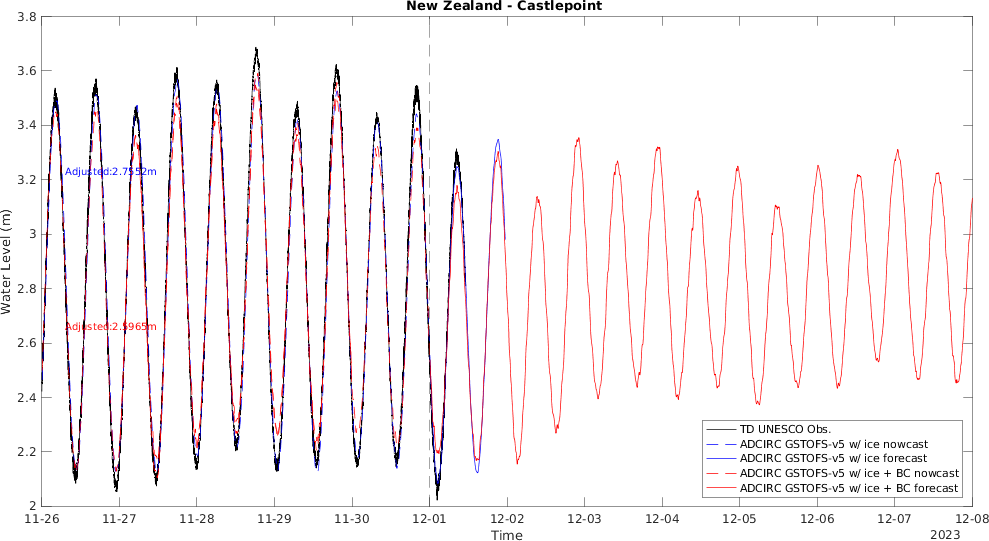 New Zealand - Castlepoint
Water Level (m)
3.8
3.6
3.4
3.2
3
2.8
2.6
2.4
2.2
2
Adjusted:2.7552m
Adjusted:2.5965m
TD UNESCO Obs.
ADCIRC GSTOFS-v5 w/ ice nowcast
ADCIRC GSTOFS-v5 w/ ice forecast
ADCIRC GSTOFS-v5 w/ ice + BC nowcast
ADCIRC GSTOFS-v5 w/ ice + BC forecast
11-26 11-27 11-28 11-29 11-30 12-01 12-02 12-03 12-04 12-05 12-06 12-07 12-08
Time
2023